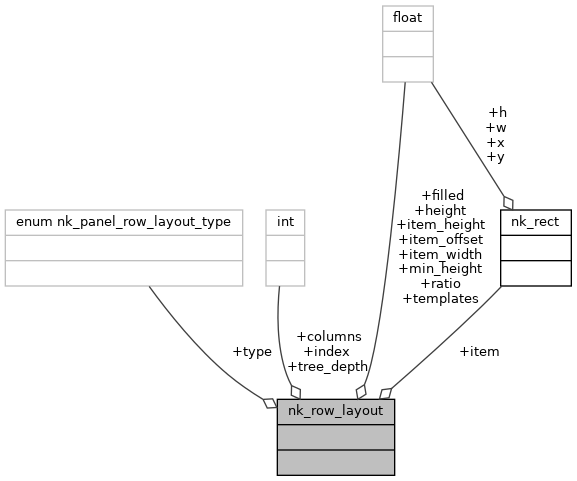 float
+h
+w
+x
+y
+filled
+height
+item_height
+item_offset
+item_width
+min_height
+ratio
+templates
enum nk_panel_row_layout_type
int
nk_rect
+type
+columns
+index
+tree_depth
+item
nk_row_layout